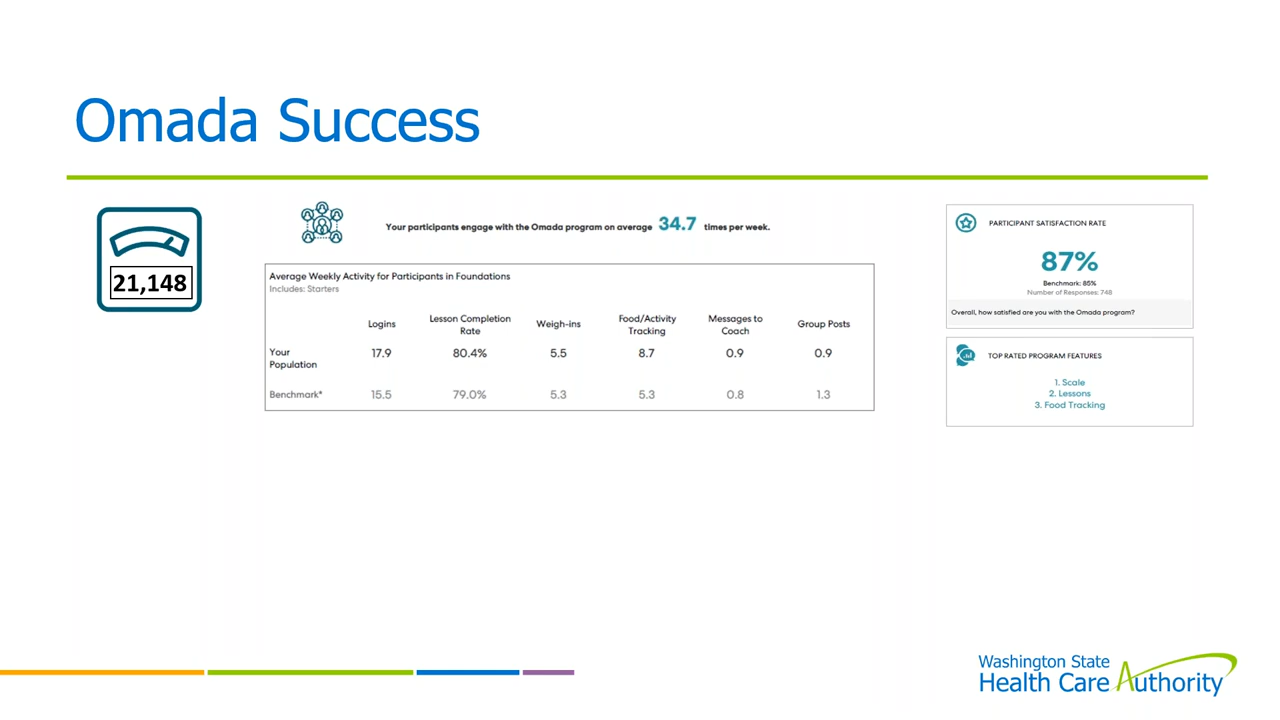 Omada Success
21,148
Your participants engage with the Omada program on average 34.7 times per week.
Average Weekly Activity for Participants in Foundations
Includes: Starters
Logins Lesson Completion Rate Weigh-ins Food/Activity Tracking Messages to Coach Group Posts
Your Population 17.9 80.4% 5.5 8.7 0.9 0.9
Benchmark* 15.5 79.0% 5.3 5.3 0.8 1.3
PARTICIPANT SATISFACTION RATE
87%
Benchmark: 85%
Number of Responses: 748
Overall, how satisfied are you with the Omada program?
TOP RATED PROGRAM FEATURES
1. Scale
2. Lessons
3. Food Tracking
Washington State
Health Care Authority